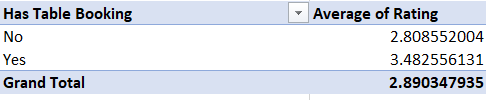 Has Table Booking Average of Rating
No 2.808552004
Yes 3.482556131
Grand Total 2.890347935